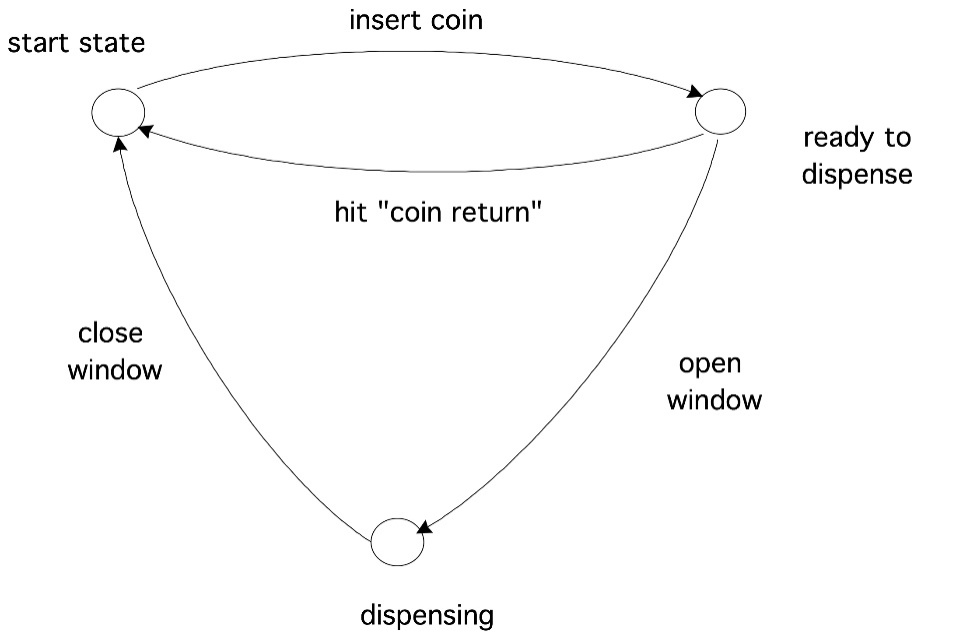 insert coin
start state
ready to
dispense
hit "coin return"
close
window
open
window
dispensing